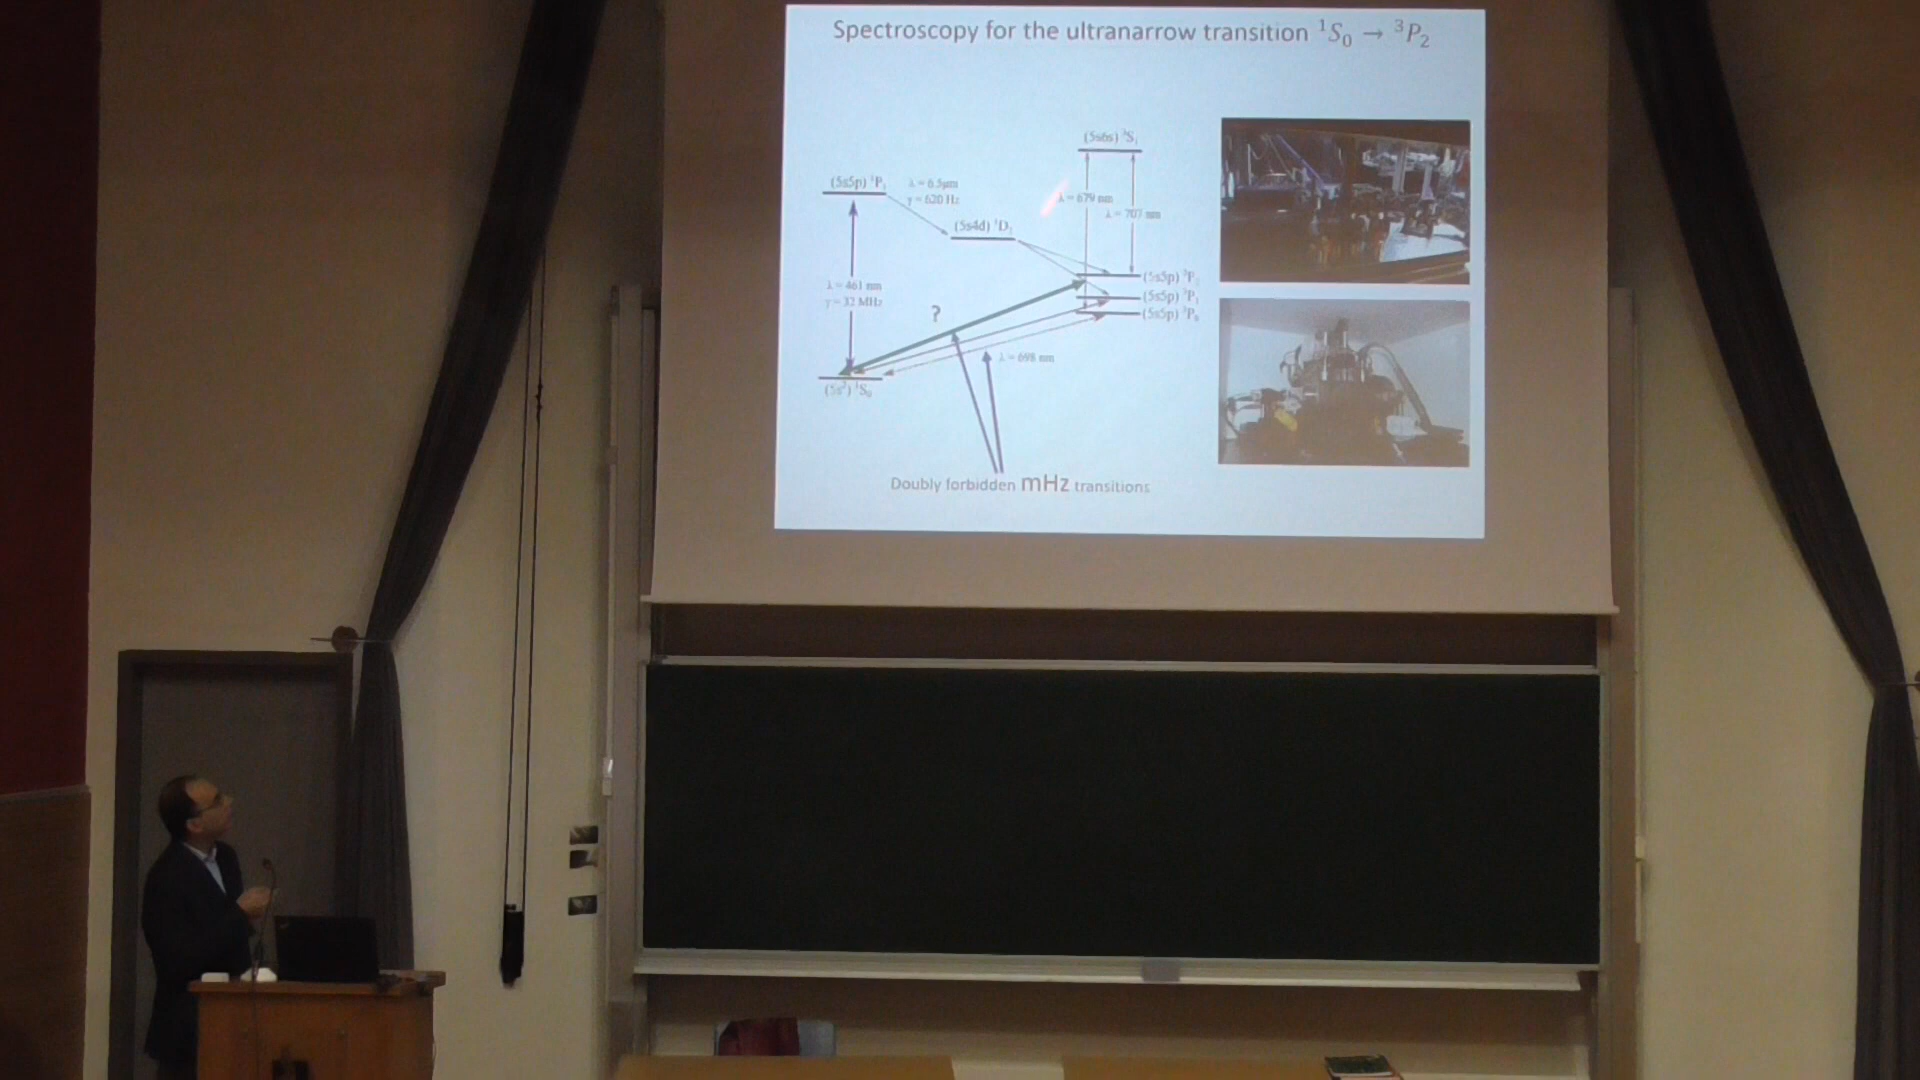 Spectroscopy for the ultranarrow transition ¹S₀ → ³P₂
(5s6s) ³S₁
(5s5p) ¹P₁
λ = 6.5μm
γ = 620 Hz
λ = 679 nm
λ = 707 nm
(5s4d) ¹D₂
(5s5p) ³P₂
λ = 461 nm
(5s5p) ³P₁
γ = 32 MHz
(5s5p) ³P₀
?
λ = 698 nm
(5s²) ¹S₀
Doubly forbidden mHz transitions